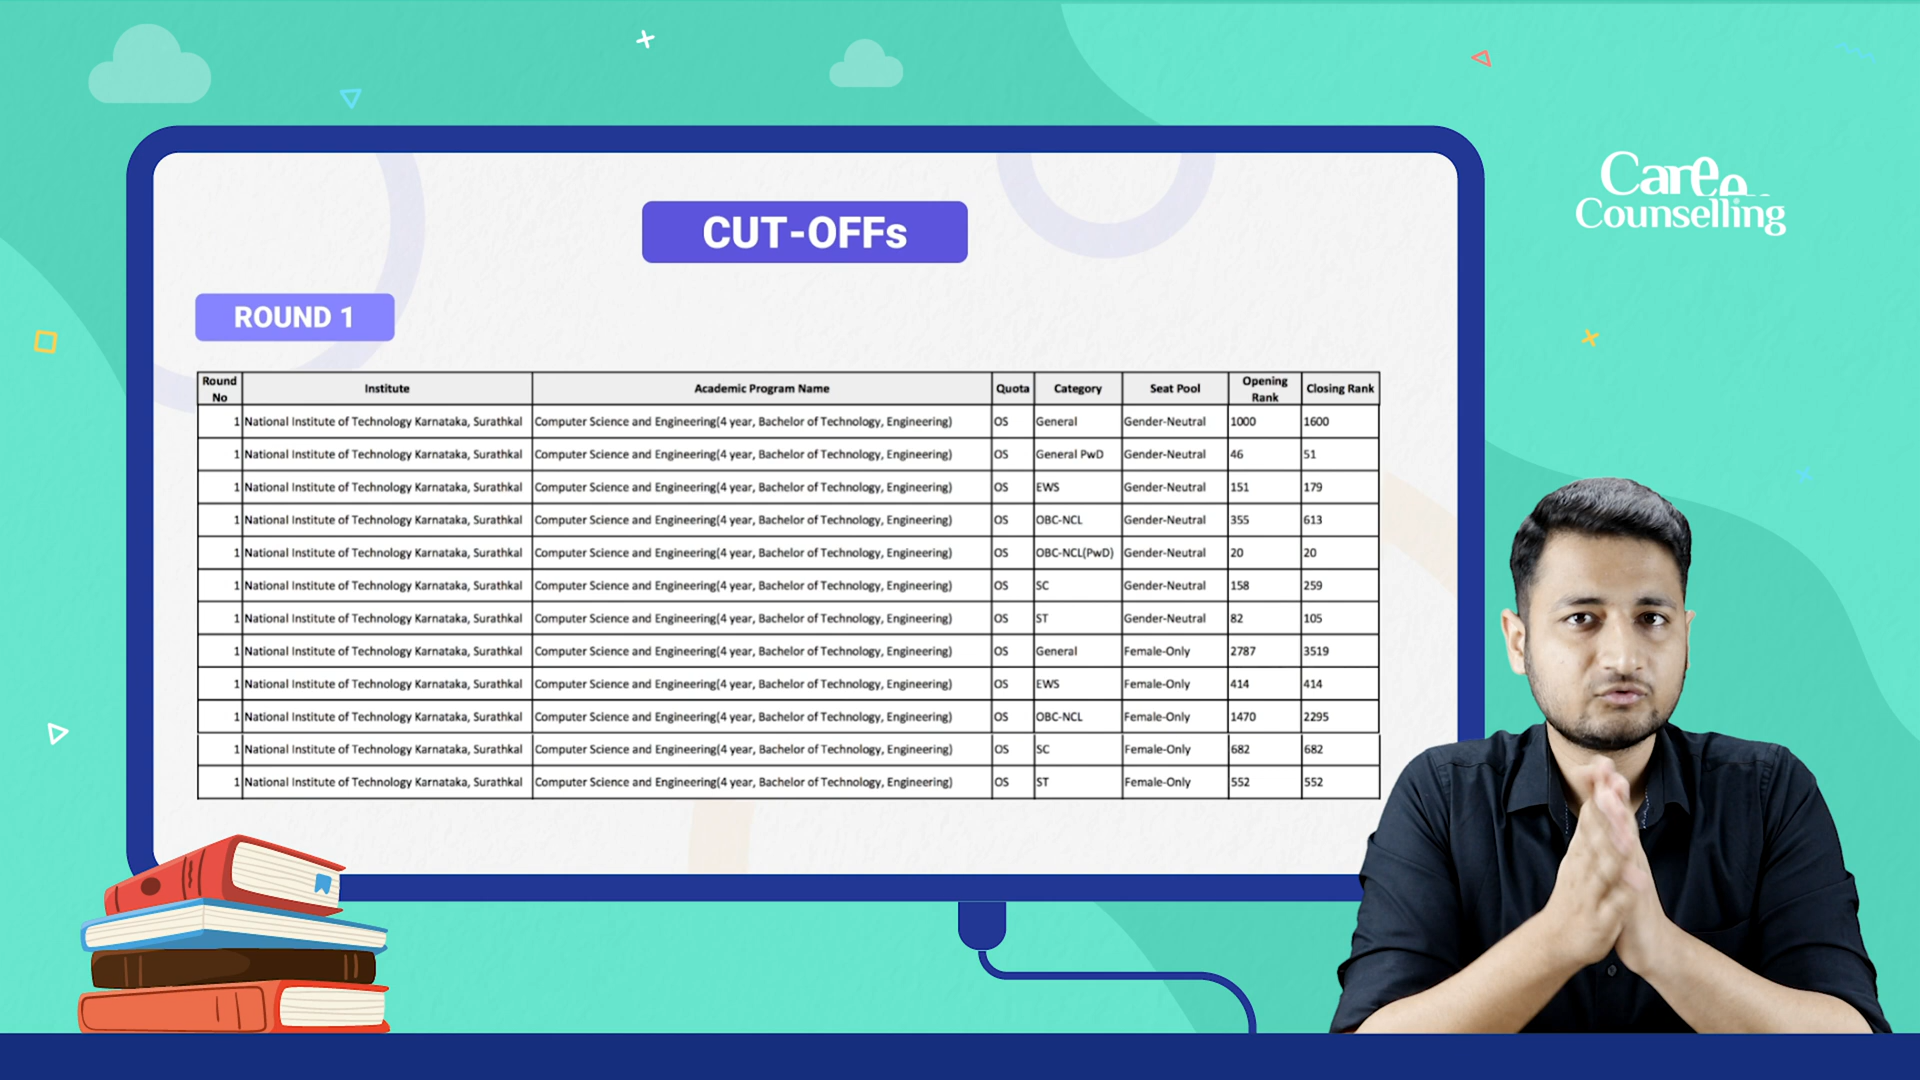 Caree
Counselling
CUT-OFFs
ROUND 1
Round No Institute Academic Program Name Quota Category Seat Pool Opening Rank Closing Rank
1 National Institute of Technology Karnataka, Surathkal Computer Science and Engineering(4 year, Bachelor of Technology, Engineering) OS General Gender-Neutral 1000 1600
1 National Institute of Technology Karnataka, Surathkal Computer Science and Engineering(4 year, Bachelor of Technology, Engineering) OS General PwD Gender-Neutral 46 51
1 National Institute of Technology Karnataka, Surathkal Computer Science and Engineering(4 year, Bachelor of Technology, Engineering) OS EWS Gender-Neutral 151 179
1 National Institute of Technology Karnataka, Surathkal Computer Science and Engineering(4 year, Bachelor of Technology, Engineering) OS OBC-NCL Gender-Neutral 355 613
1 National Institute of Technology Karnataka, Surathkal Computer Science and Engineering(4 year, Bachelor of Technology, Engineering) OS OBC-NCL(PwD) Gender-Neutral 20 20
1 National Institute of Technology Karnataka, Surathkal Computer Science and Engineering(4 year, Bachelor of Technology, Engineering) OS SC Gender-Neutral 158 259
1 National Institute of Technology Karnataka, Surathkal Computer Science and Engineering(4 year, Bachelor of Technology, Engineering) OS ST Gender-Neutral 82 105
1 National Institute of Technology Karnataka, Surathkal Computer Science and Engineering(4 year, Bachelor of Technology, Engineering) OS General Female-Only 2787 3519
1 National Institute of Technology Karnataka, Surathkal Computer Science and Engineering(4 year, Bachelor of Technology, Engineering) OS EWS Female-Only 414 414
1 National Institute of Technology Karnataka, Surathkal Computer Science and Engineering(4 year, Bachelor of Technology, Engineering) OS OBC-NCL Female-Only 1470 2295
1 National Institute of Technology Karnataka, Surathkal Computer Science and Engineering(4 year, Bachelor of Technology, Engineering) OS SC Female-Only 682 682
1 National Institute of Technology Karnataka, Surathkal Computer Science and Engineering(4 year, Bachelor of Technology, Engineering) OS ST Female-Only 552 552